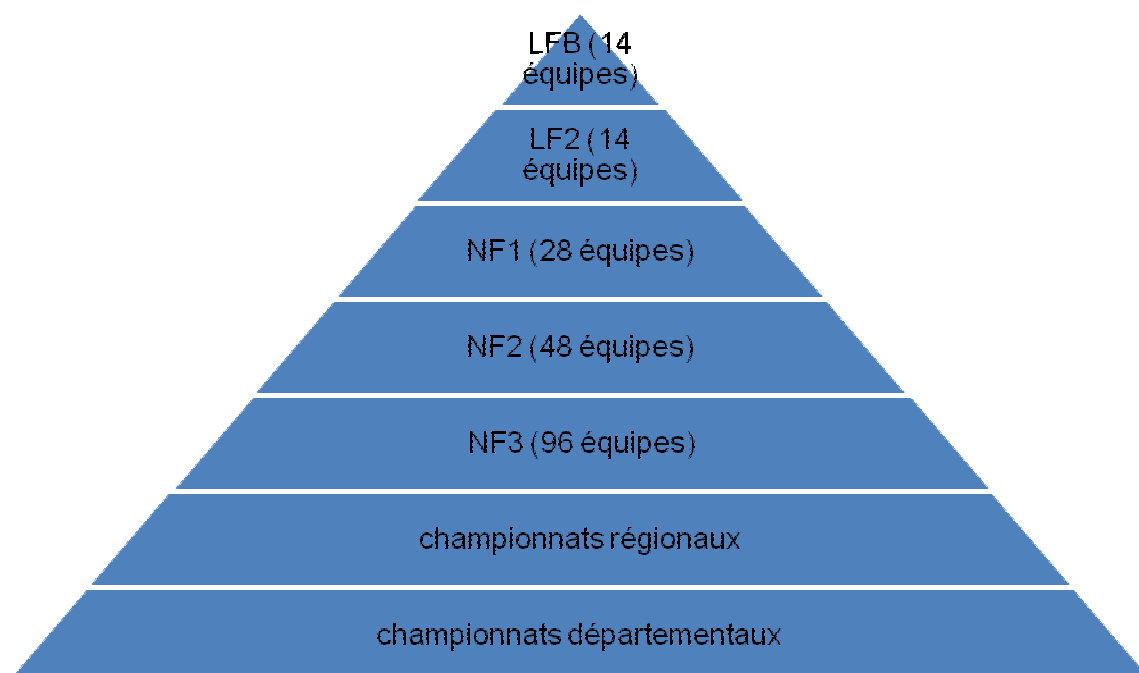 LFB (14
équipes)
LF2 (14
équipes)
NF1 (28 équipes)
NF2 (48 équipes)
NF3 (96 équipes)
championnats régionaux
championnats départementaux